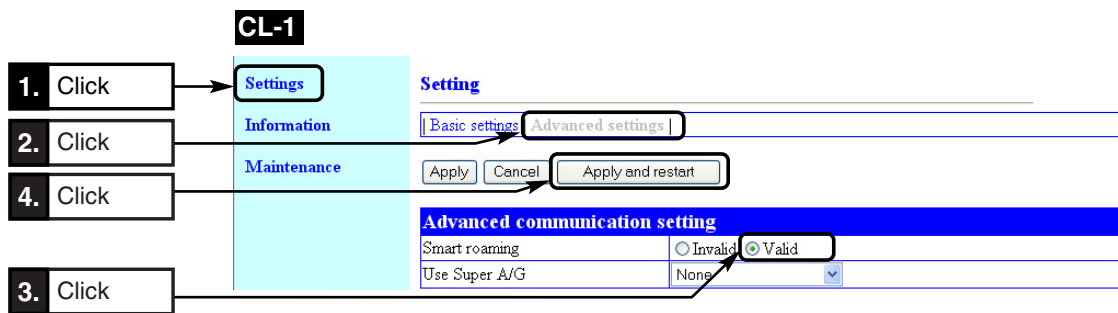 CL-1
1. Click
Settings
Setting
Information
| Basic settings | Advanced settings |
2. Click
Maintenance
Apply Cancel Apply and restart
4. Click
Advanced communication setting
Smart roaming Invalid Valid
Use Super A/G None
3. Click